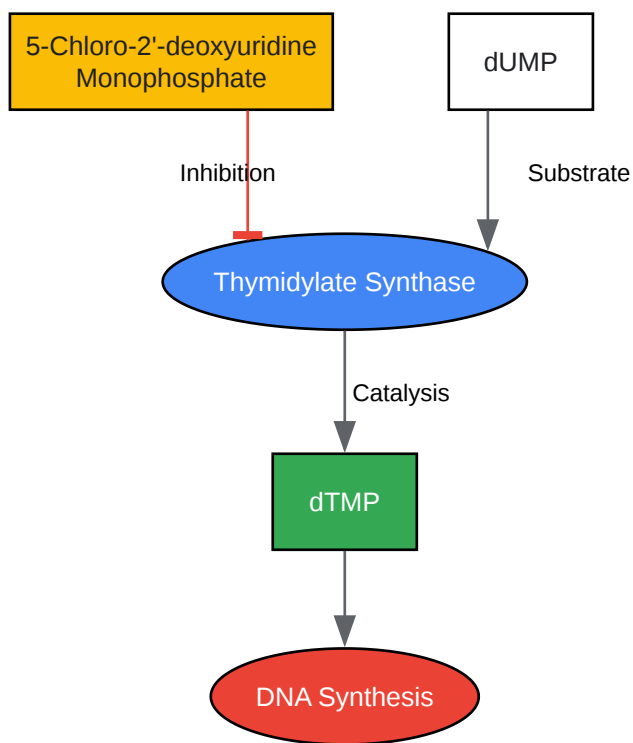 5-Chloro-2'-deoxyuridine
Monophosphate
dUMP
Inhibition
Substrate
Thymidylate Synthase
Catalysis
dTMP
DNA Synthesis